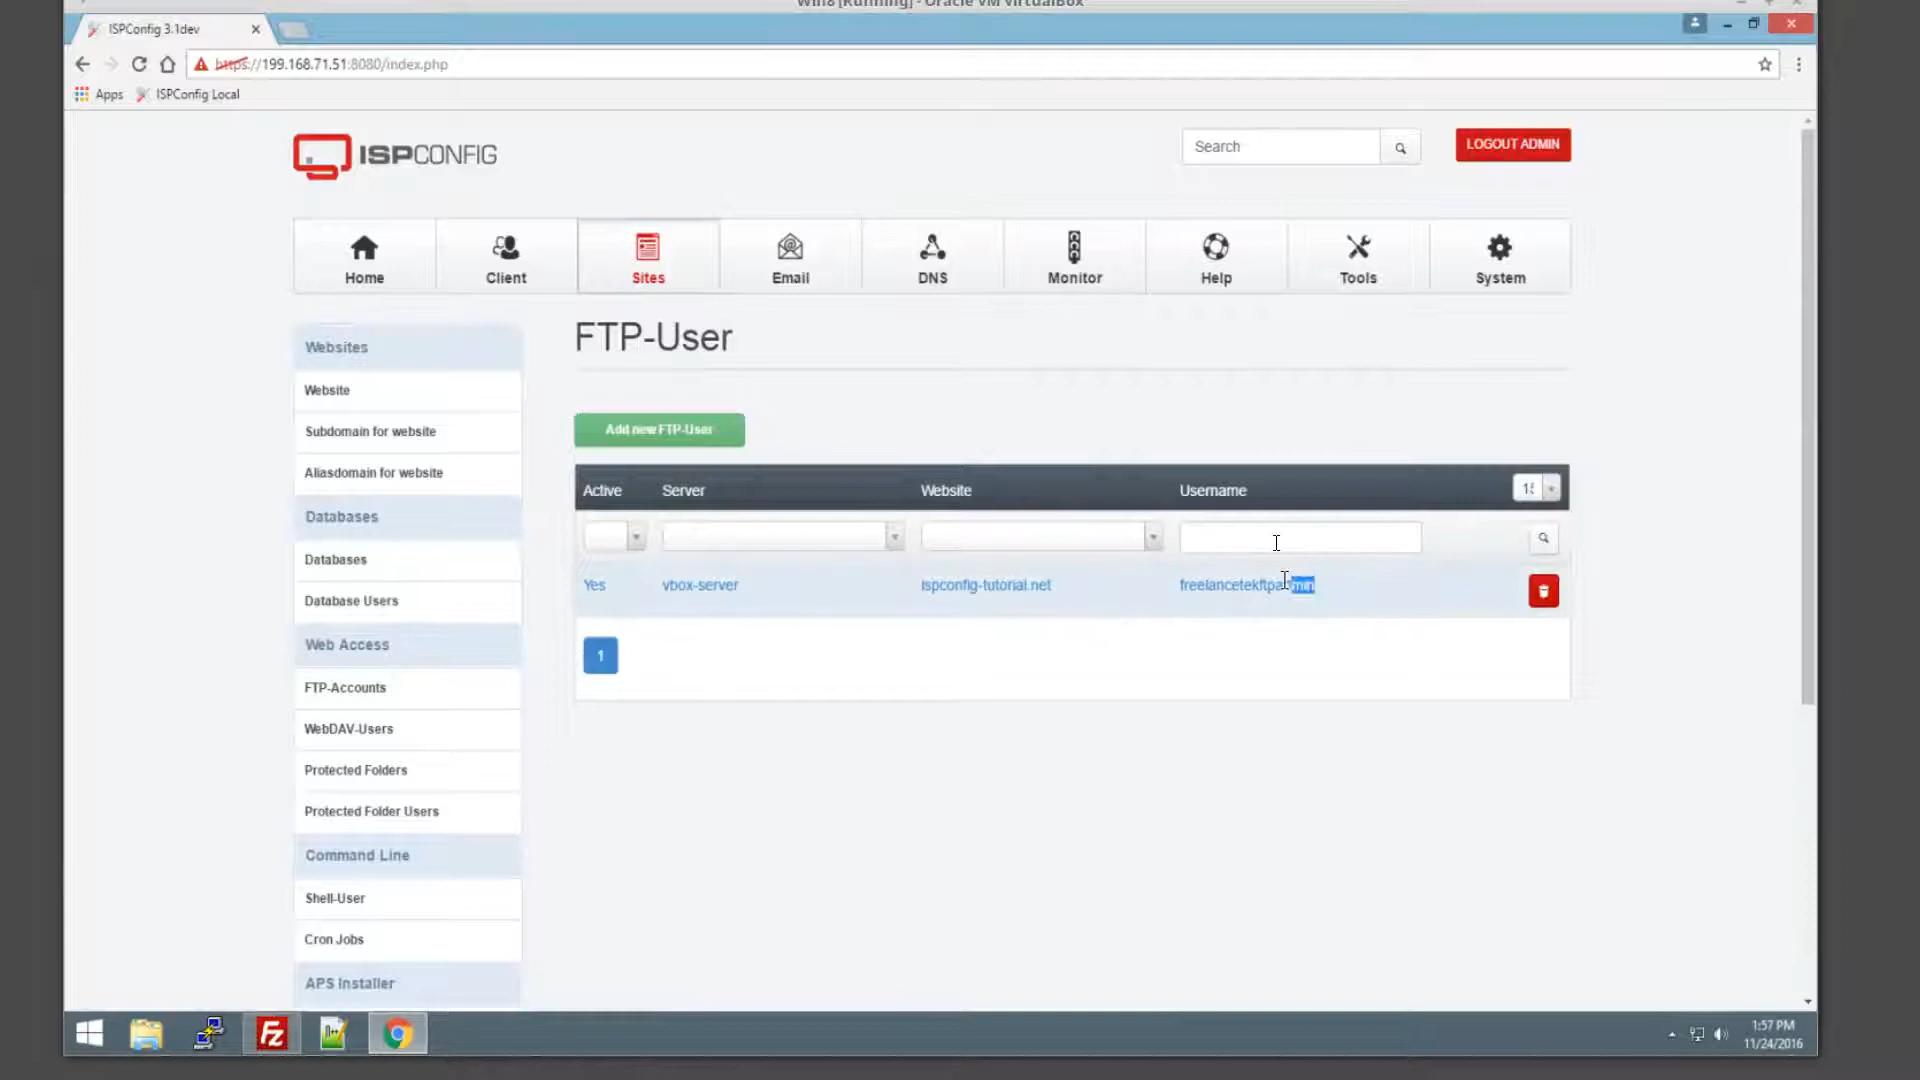 Win8 [Running] - Oracle VM VirtualBox
ISPConfig 3.1dev
https://199.168.71.51:8080/index.php
Apps ISPConfig Local
ISPCONFIG
Search
LOGOUT ADMIN
Home Client Sites Email DNS Monitor Help Tools System
FTP-User
Websites
Website
Subdomain for website
Aliasdomain for website
Databases
Databases
Database Users
Web Access
FTP-Accounts
WebDAV-Users
Protected Folders
Protected Folder Users
Command Line
Shell-User
Cron Jobs
APS Installer
Add new FTP-User
Active Server Website Username
Yes vbox-server ispconfig-tutorial.net freelancetekftpadmin
1
1:57 PM
11/24/2016